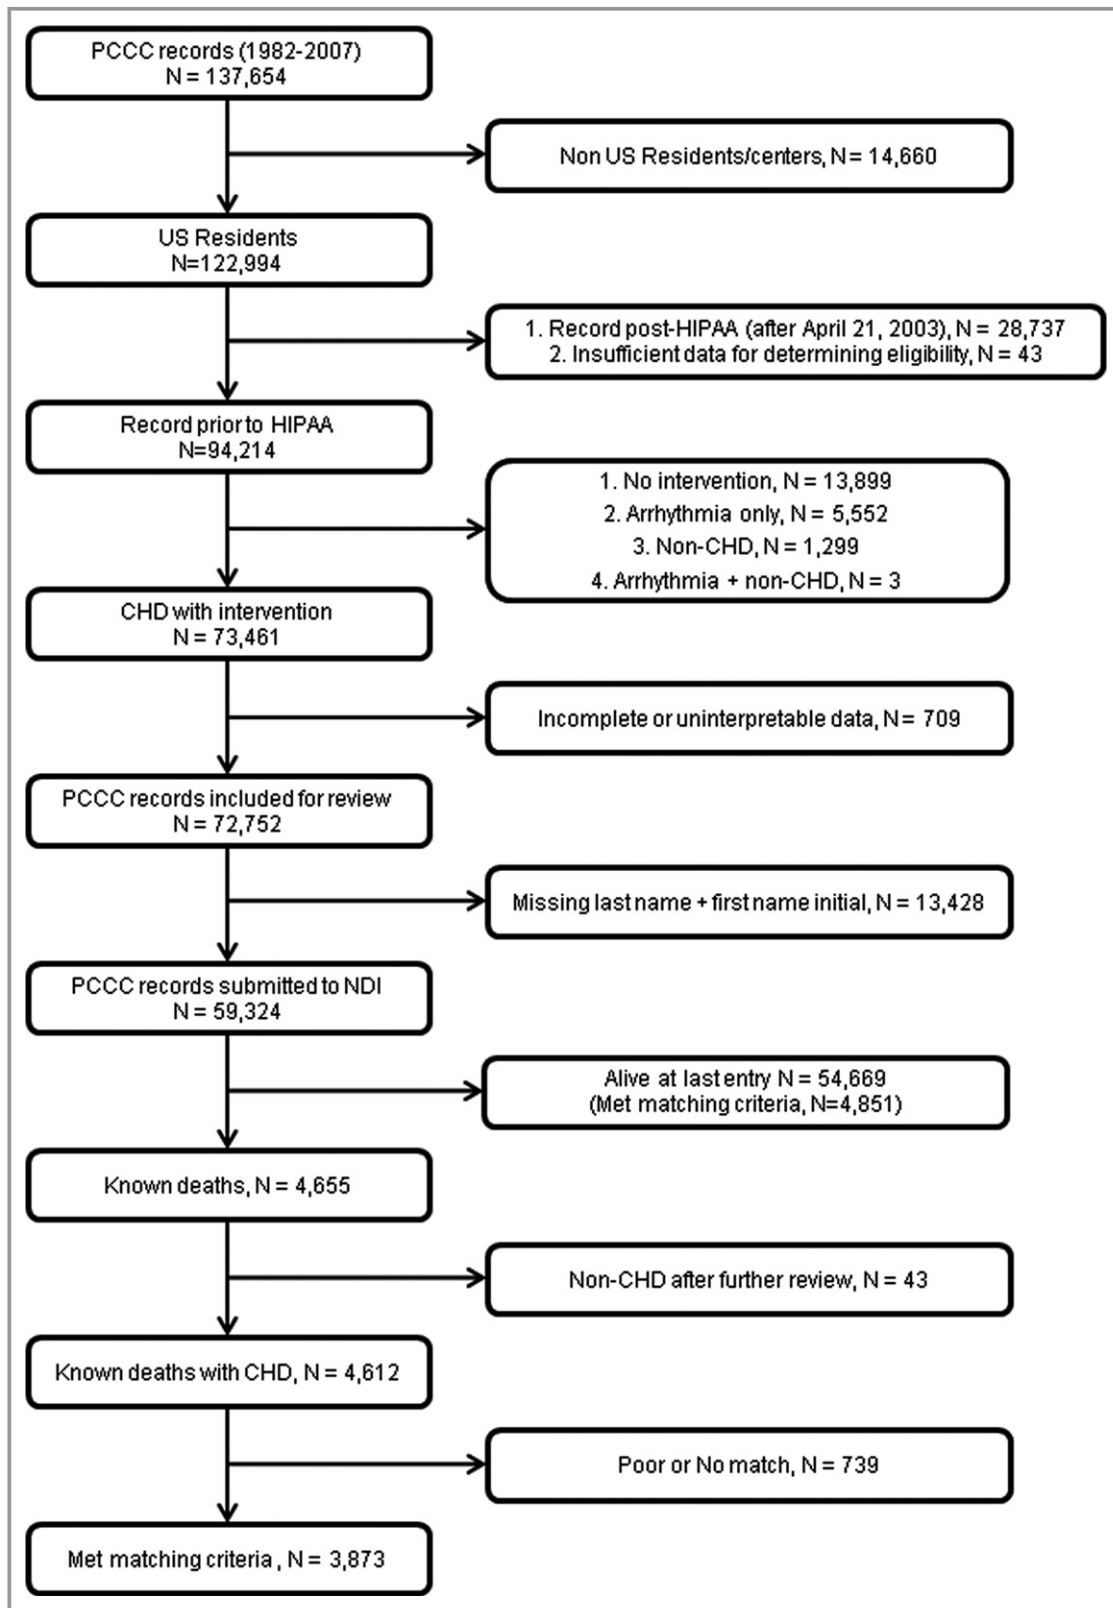 PCCC records (1982-2007)
N = 137,654
Non US Residents/centers, N = 14,660
US Residents
N=122,994
1. Record post-HIPAA (after April 21, 2003), N = 28,737
2. Insufficient data for determining eligibility, N = 43
Record prior to HIPAA
N=94,214
1. No intervention, N = 13,899
2. Arrhythmia only, N = 5,552
3. Non-CHD, N = 1,299
4. Arrhythmia + non-CHD, N = 3
CHD with intervention
N = 73,461
Incomplete or uninterpretable data, N = 709
PCCC records included for review
N = 72,752
Missing last name + first name initial, N = 13,428
PCCC records submitted to NDI
N = 59,324
Alive at last entry N = 54,669
(Met matching criteria, N=4,851)
Known deaths, N = 4,655
Non-CHD after further review, N = 43
Known deaths with CHD, N = 4,612
Poor or No match, N = 739
Met matching criteria , N = 3,873